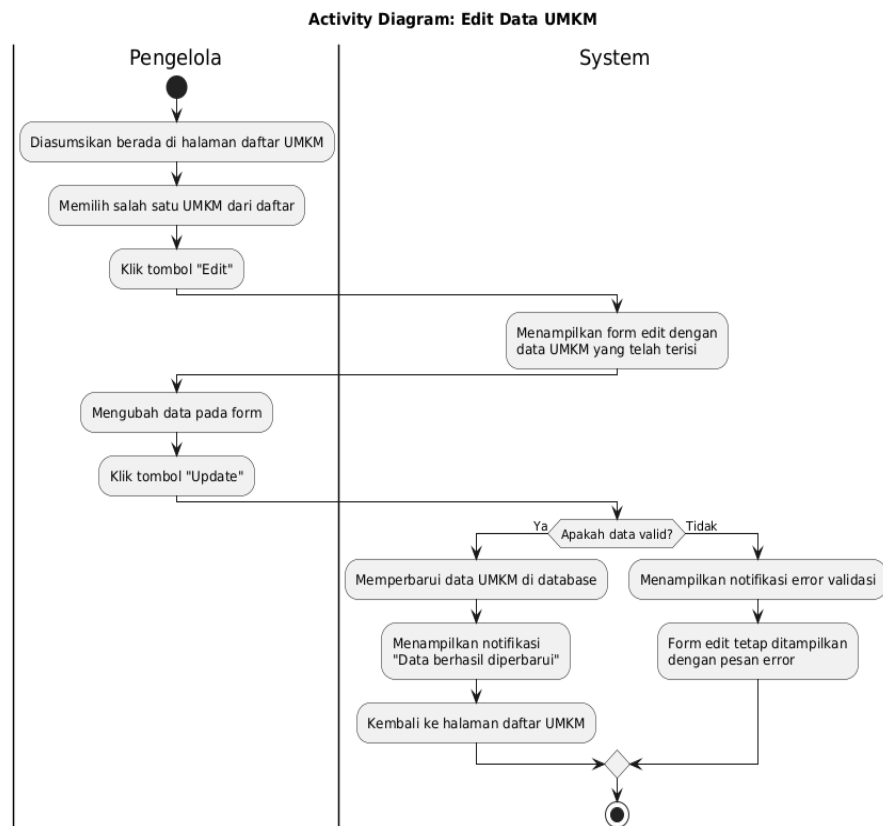 Activity Diagram: Edit Data UMKM
Pengelola
System
Diasumsikan berada di halaman daftar UMKM
Memilih salah satu UMKM dari daftar
Klik tombol "Edit"
Menampilkan form edit dengan
data UMKM yang telah terisi
Mengubah data pada form
Klik tombol "Update"
Ya
Apakah data valid?
Tidak
Memperbarui data UMKM di database
Menampilkan notifikasi error validasi
Menampilkan notifikasi
"Data berhasil diperbarui"
Form edit tetap ditampilkan
dengan pesan error
Kembali ke halaman daftar UMKM